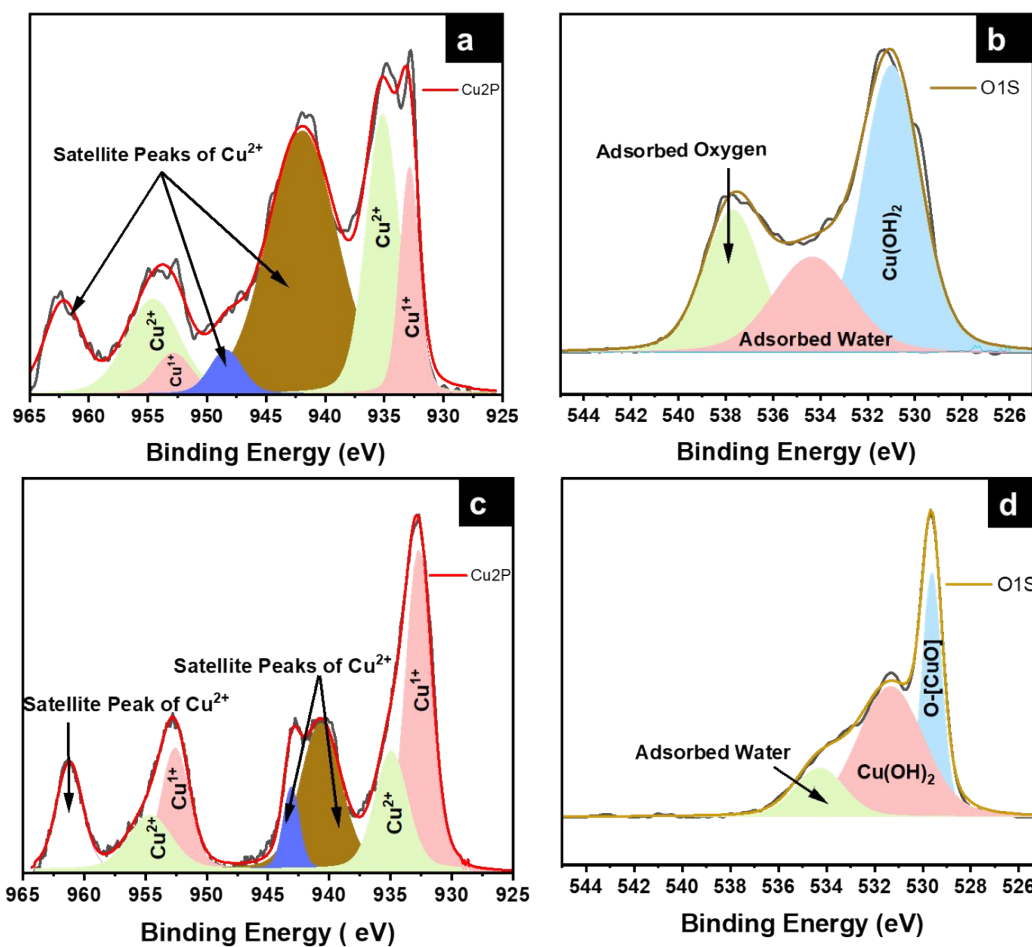 a
Cu2P
Satellite Peaks of Cu²⁺
Cu²⁺
Cu¹⁺
Cu²⁺
Cu¹⁺
965 960 955 950 945 940 935 930 925
Binding Energy (eV)
b
O1S
Adsorbed Oxygen
Cu(OH)₂
Adsorbed Water
544 542 540 538 536 534 532 530 528 526
Binding Energy (eV)
c
Cu2P
Satellite Peaks of Cu²⁺
Satellite Peak of Cu²⁺
Cu¹⁺
Cu²⁺
Cu¹⁺
Cu²⁺
965 960 955 950 945 940 935 930 925
Binding Energy ( eV)
d
O1S
O-[CuO]
Adsorbed Water
Cu(OH)₂
544 542 540 538 536 534 532 530 528 526
Binding Energy (eV)